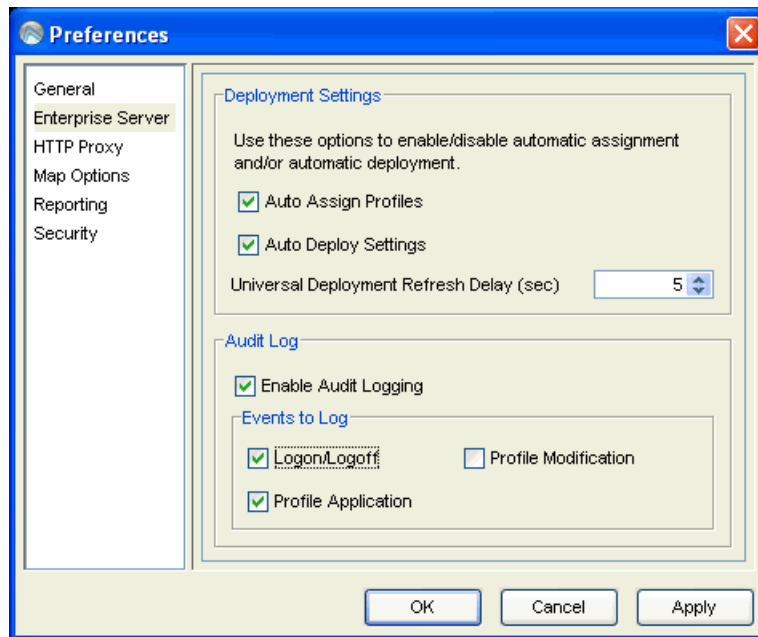 Preferences
General
Enterprise Server
HTTP Proxy
Map Options
Reporting
Security
Deployment Settings
Use these options to enable/disable automatic assignment
and/or automatic deployment.
Auto Assign Profiles
Auto Deploy Settings
Universal Deployment Refresh Delay (sec) 5
Audit Log
Enable Audit Logging
Events to Log
Logon/Logoff Profile Modification
Profile Application
OK Cancel Apply